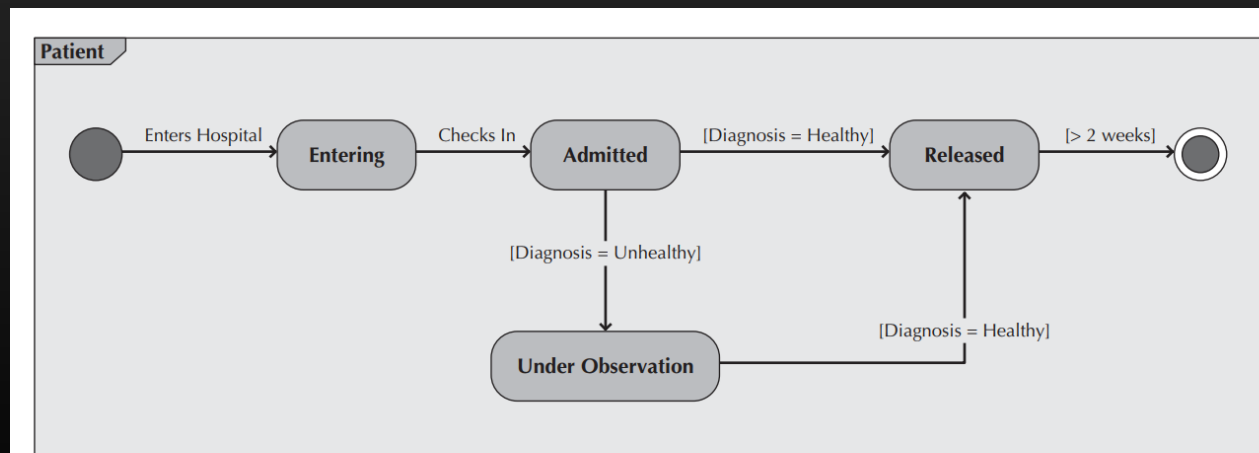 Patient
Enters Hospital
Entering
Checks In
Admitted
[Diagnosis = Healthy]
Released
[> 2 weeks]
[Diagnosis = Unhealthy]
[Diagnosis = Healthy]
Under Observation